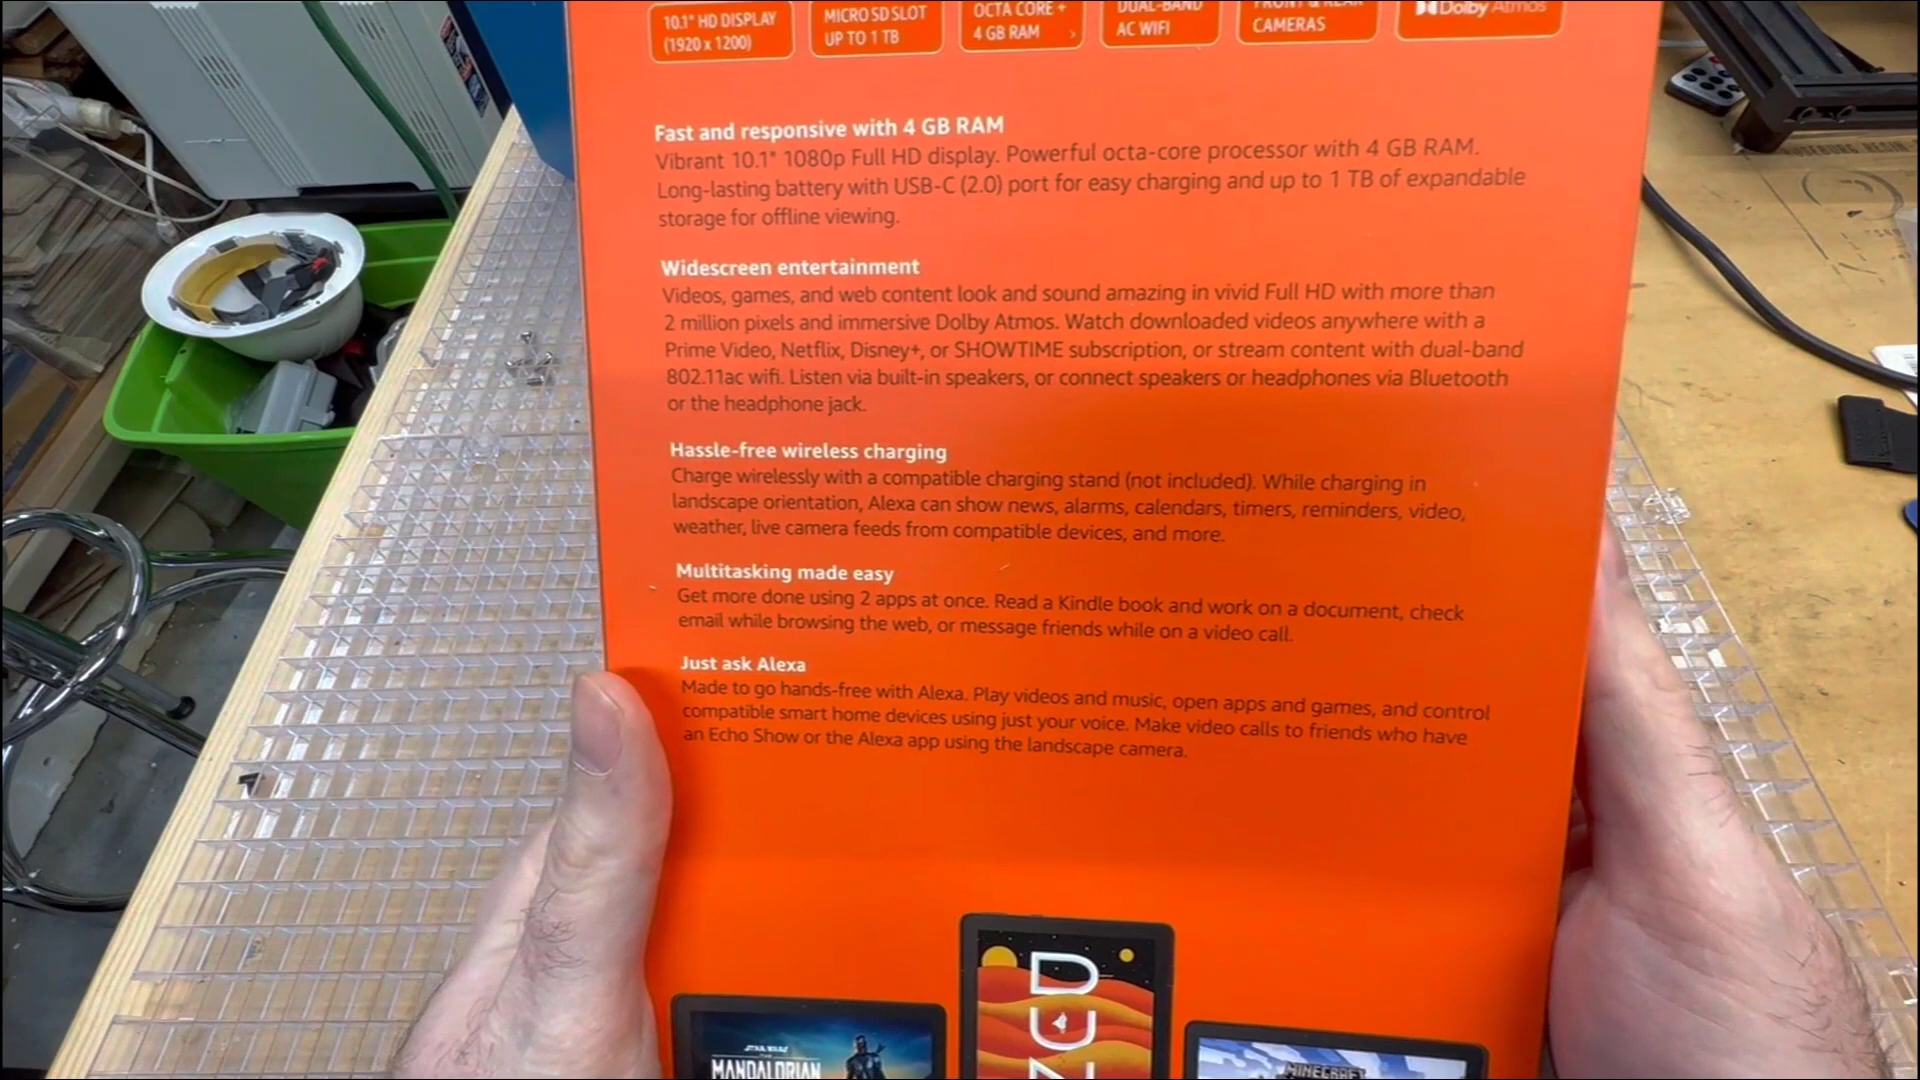 10.1" HD DISPLAY
(1920 x 1200)
MICRO SD SLOT
UP TO 1 TB
OCTA CORE +
4 GB RAM
DUAL-BAND
AC WIFI
FRONT & REAR
CAMERAS
Dolby Atmos
Fast and responsive with 4 GB RAM
Vibrant 10.1" 1080p Full HD display. Powerful octa-core processor with 4 GB RAM.
Long-lasting battery with USB-C (2.0) port for easy charging and up to 1 TB of expandable
storage for offline viewing.
Widescreen entertainment
Videos, games, and web content look and sound amazing in vivid Full HD with more than
2 million pixels and immersive Dolby Atmos. Watch downloaded videos anywhere with a
Prime Video, Netflix, Disney+, or SHOWTIME subscription, or stream content with dual-band
802.11ac wifi. Listen via built-in speakers, or connect speakers or headphones via Bluetooth
or the headphone jack.
Hassle-free wireless charging
Charge wirelessly with a compatible charging stand (not included). While charging in
landscape orientation, Alexa can show news, alarms, calendars, timers, reminders, video,
weather, live camera feeds from compatible devices, and more.
Multitasking made easy
Get more done using 2 apps at once. Read a Kindle book and work on a document, check
email while browsing the web, or message friends while on a video call.
Just ask Alexa
Made to go hands-free with Alexa. Play videos and music, open apps and games, and control
compatible smart home devices using just your voice. Make video calls to friends who have
an Echo Show or the Alexa app using the landscape camera.
STAR WARS
THE
MANDALORIAN
MINECRAFT